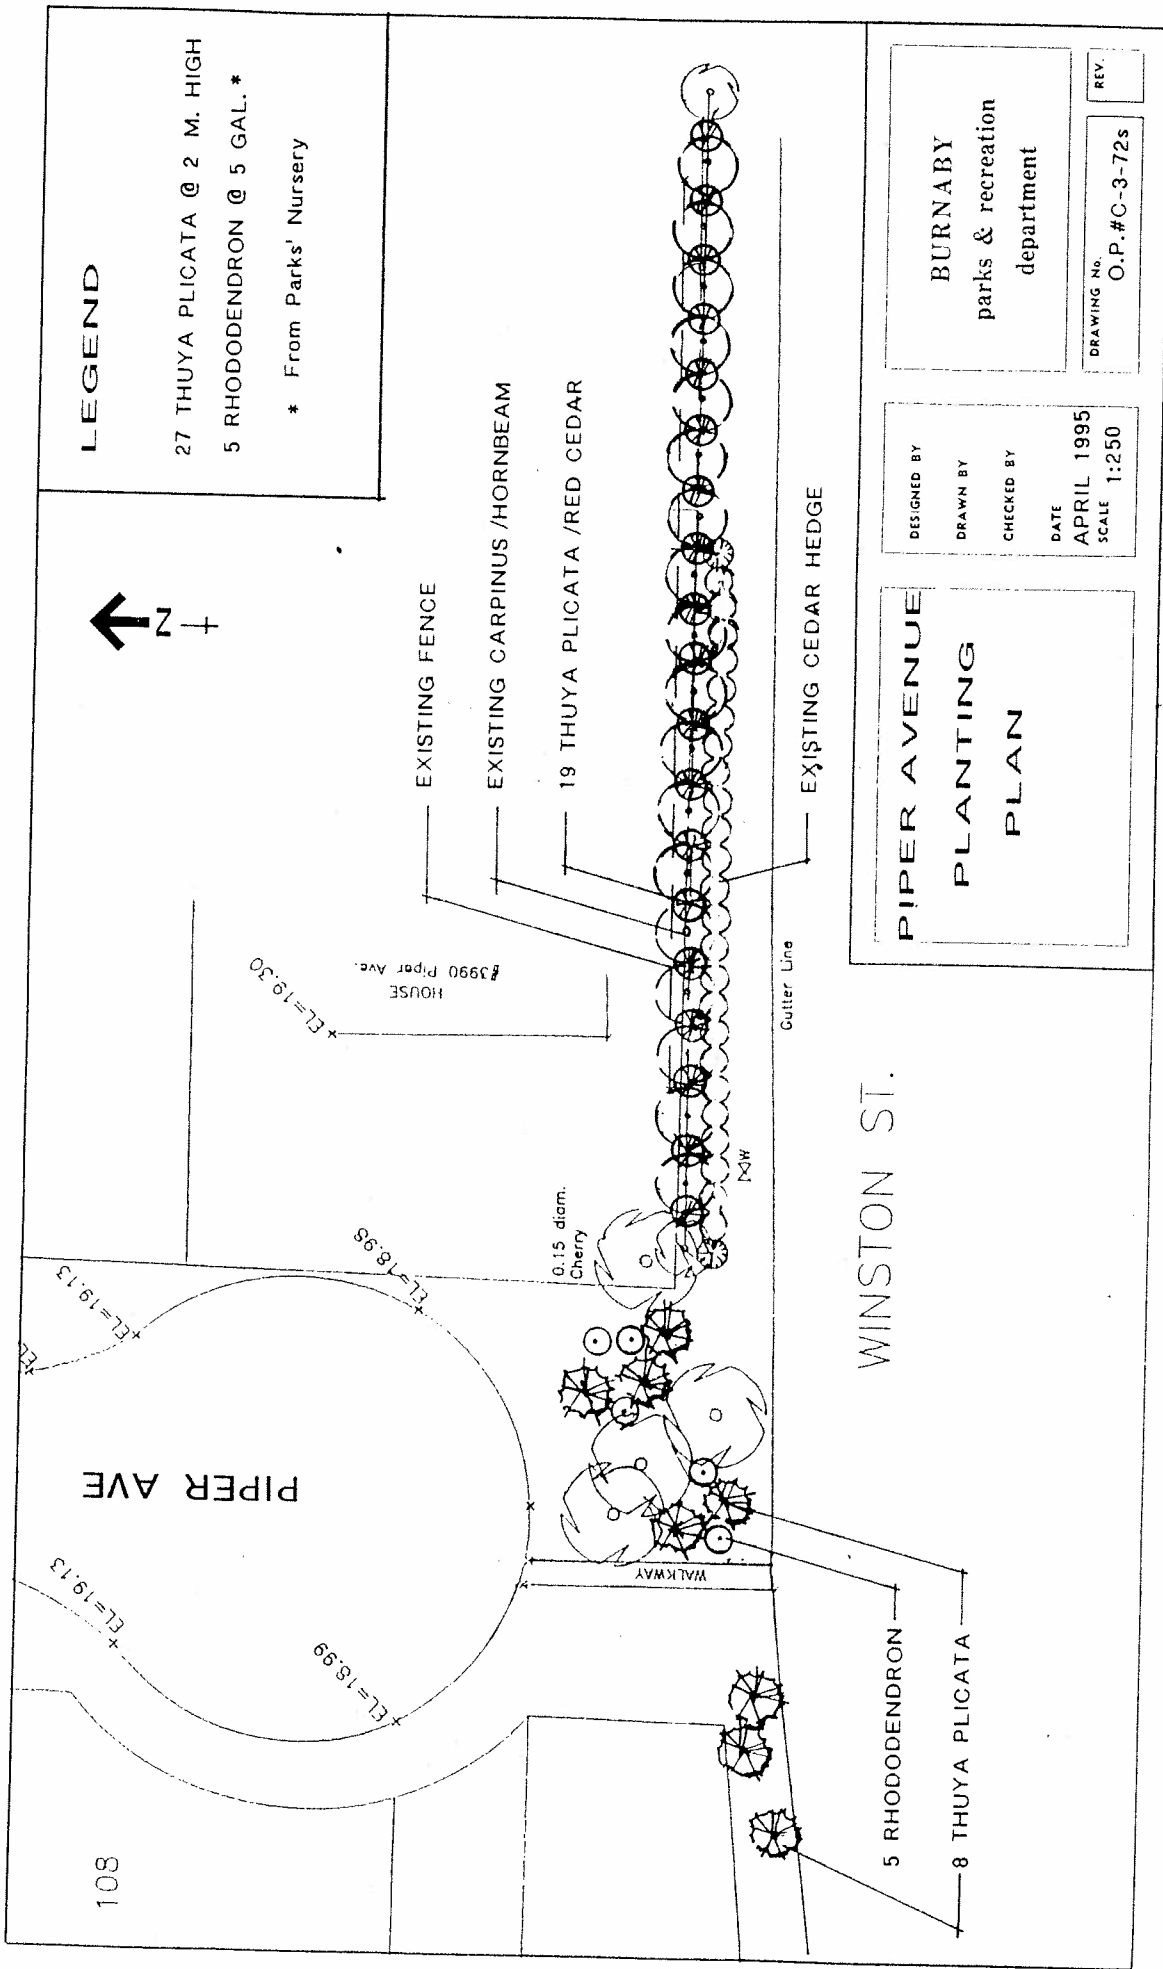 LEGEND
27 THUYA PLICATA @ 2 M. HIGH
5 RHODODENDRON @ 5 GAL. *
* From Parks' Nursery
N
EXISTING FENCE
EXISTING CARPINUS /HORNBEAM
19 THUYA PLICATA /RED CEDAR
EXISTING CEDAR HEDGE
108
PIPER AVE
EL
EL=19.13
EL=19.13
EL=18.98
EL=18.99
EL=19.30
HOUSE
#3990 Piper Ave.
0.15 diam.
Cherry
W
WALKWAY
Gutter Line
WINSTON ST.
5 RHODODENDRON
8 THUYA PLICATA
PIPER AVENUE
PLANTING
PLAN
DESIGNED BY
DRAWN BY
CHECKED BY
DATE
APRIL 1995
SCALE 1:250
BURNABY
parks & recreation
department
DRAWING No.
O.P.#C-3-72s
REV.